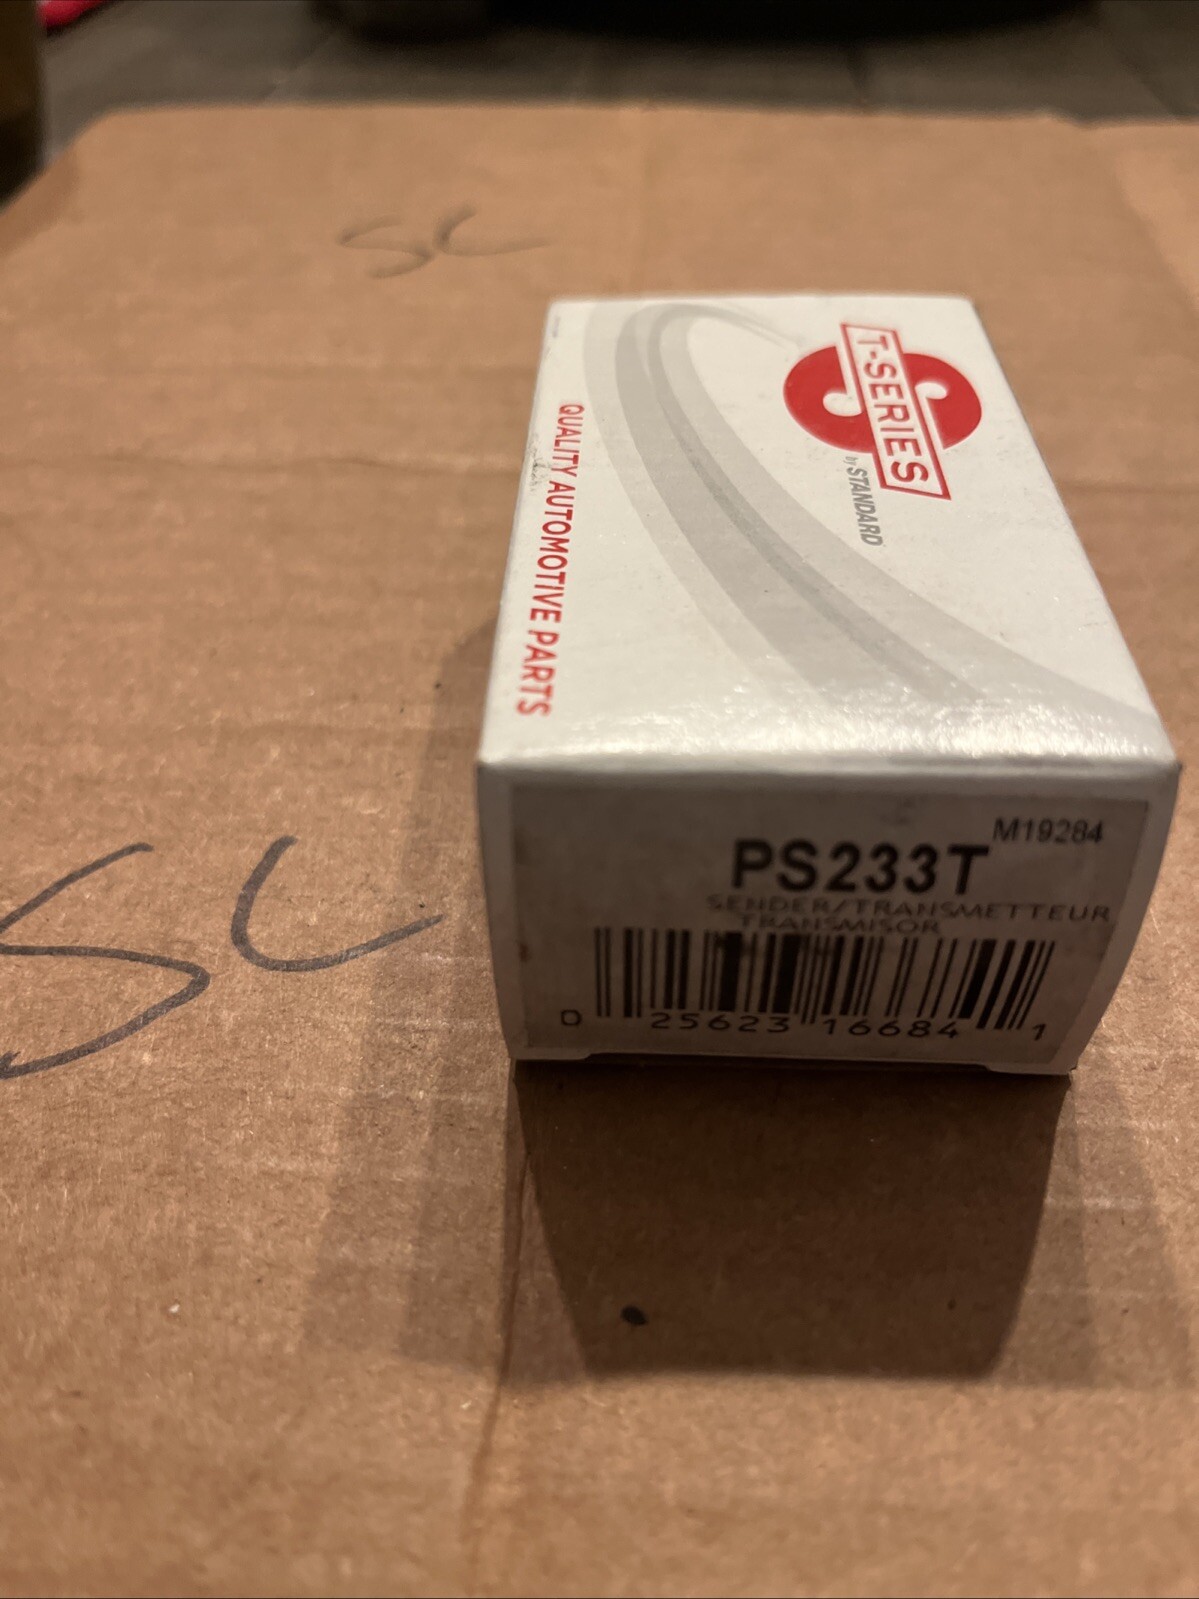 SC
T-SERIES
by STANDARD
QUALITY AUTOMOTIVE PARTS
SC
M19284
PS233T
SENDER/TRANSMETTEUR
TRANSMISOR
0 25623 16684 1